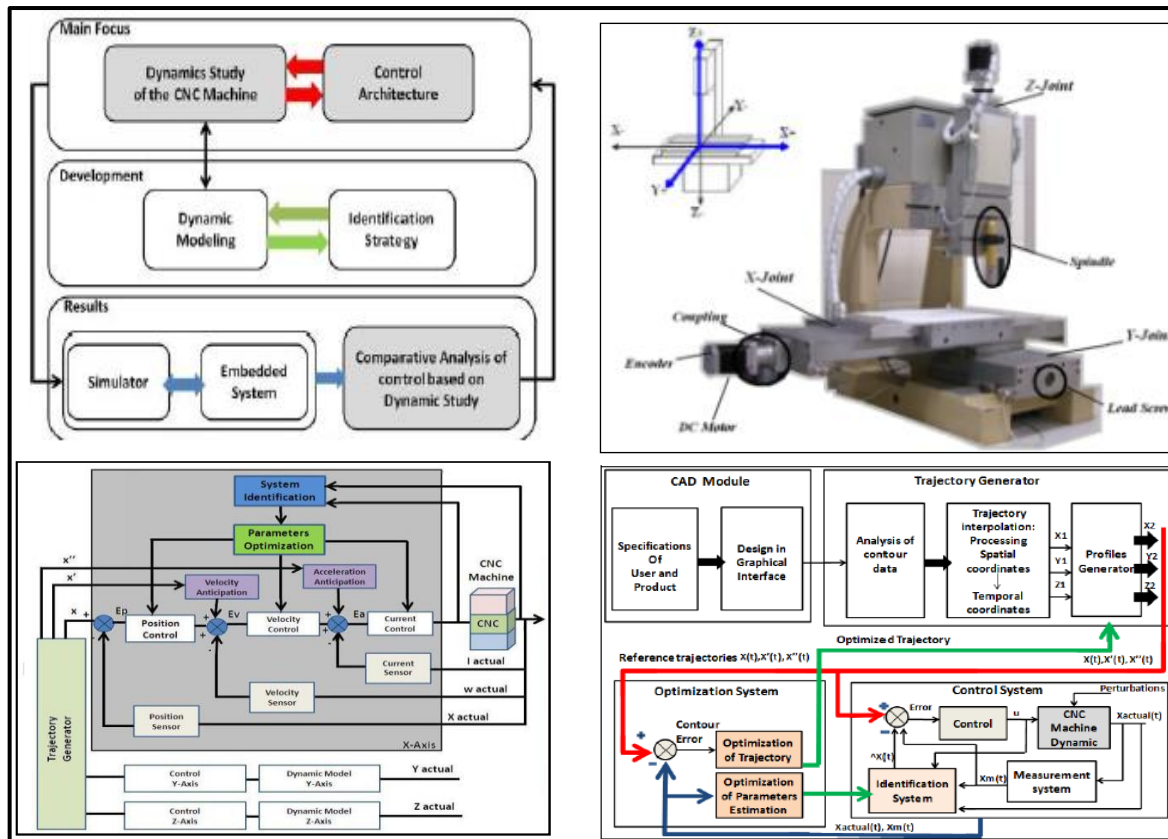 Main Focus
Dynamics Study
of the CNC Machine
Control
Architecture
Development
Dynamic
Modeling
Identification
Strategy
Results
Simulator
Embedded
System
Comparative Analysis of
control based on
Dynamic Study
Z+
Y-
X-
X+
Y+
Z-
Z-Joint
Spindle
X-Joint
Coupling
Encoder
DC Motor
Y-Joint
Lead Screw
System
Identification
Parameters
Optimization
x''
x'
x
Velocity
Anticipation
Acceleration
Anticipation
CNC
Machine
+
Ep
-
Position Control
+
Ev
+
-
Velocity Control
+
Ea
+
-
Current Control
CNC
I actual
Current
Sensor
w actual
Velocity
Sensor
X actual
Position
Sensor
X-Axis
Trajectory
Generator
Control
Y-Axis
Dynamic Model
Y-Axis
Y actual
Control
Z-Axis
Dynamic Model
Z-Axis
Z actual
CAD Module
Specifications
Of
User and
Product
Design in
Graphical
Interface
Trajectory Generator
Analysis of
contour
data
Trajectory
interpolation:
Processing
Spatial
coordinates
Temporal
coordinates
X1
Y1
Z1
Profiles
Generator
X2
Y2
Z2
Optimized Trajectory
Reference trajectories X(t),X'(t), X''(t)
X(t),X'(t), X''(t)
Optimization System
+
-
Contour
Error
Optimization
of Trajectory
Optimization
of Parameters
Estimation
Control System
Perturbations
+
-
Error
Control
u
CNC
Machine
Dynamic
Xactual(t)
^X(t)
Identification
System
Xm(t)
Measurement
system
Xactual(t), Xm(t)